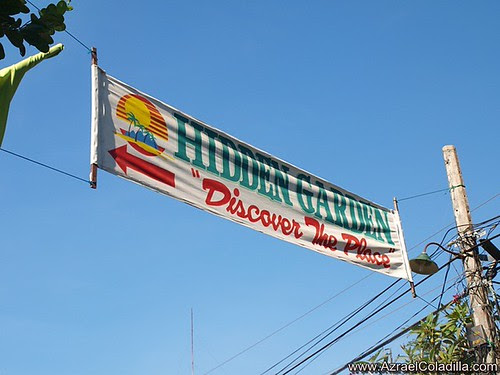 HIDDEN GARDEN
"Discover The Place"
www.AzraelColadilla.com